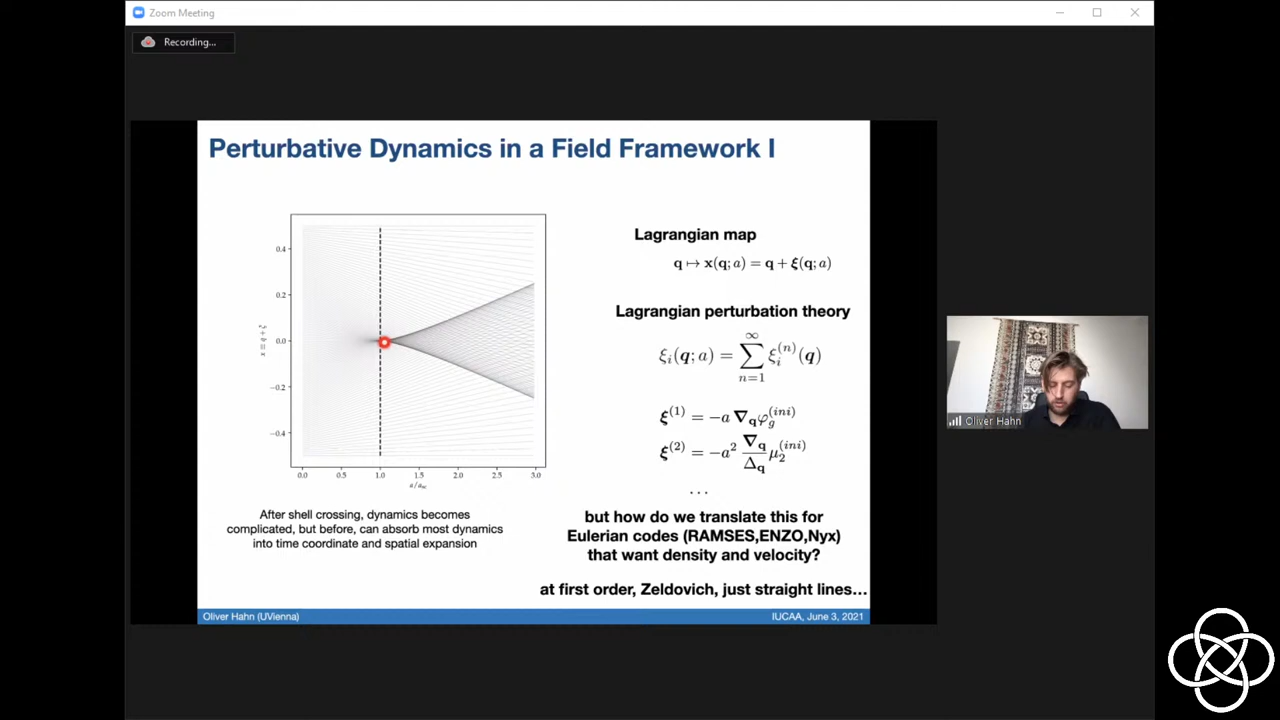 Zoom Meeting
Recording...
Perturbative Dynamics in a Field Framework I
Lagrangian map
q ↦ x(q; a) = q + ξ(q; a)
Lagrangian perturbation theory
ξᵢ(q; a) = ∑_{n=1}^{∞} ξᵢ⁽ⁿ⁾(q)
ξ⁽¹⁾ = −a ∇_q φ_g^{(ini)}
ξ⁽²⁾ = −a² ∇_q/Δ_q μ₂^{(ini)}
...
but how do we translate this for
Eulerian codes (RAMSES,ENZO,Nyx)
that want density and velocity?
at first order, Zeldovich, just straight lines...
0.4
0.2
0.0
−0.2
−0.4
x = q + ξ
0.0 0.5 1.0 1.5 2.0 2.5 3.0
a/a_sc
After shell crossing, dynamics becomes
complicated, but before, can absorb most dynamics
into time coordinate and spatial expansion
Oliver Hahn (UVienna)
IUCAA, June 3, 2021
Oliver Hahn